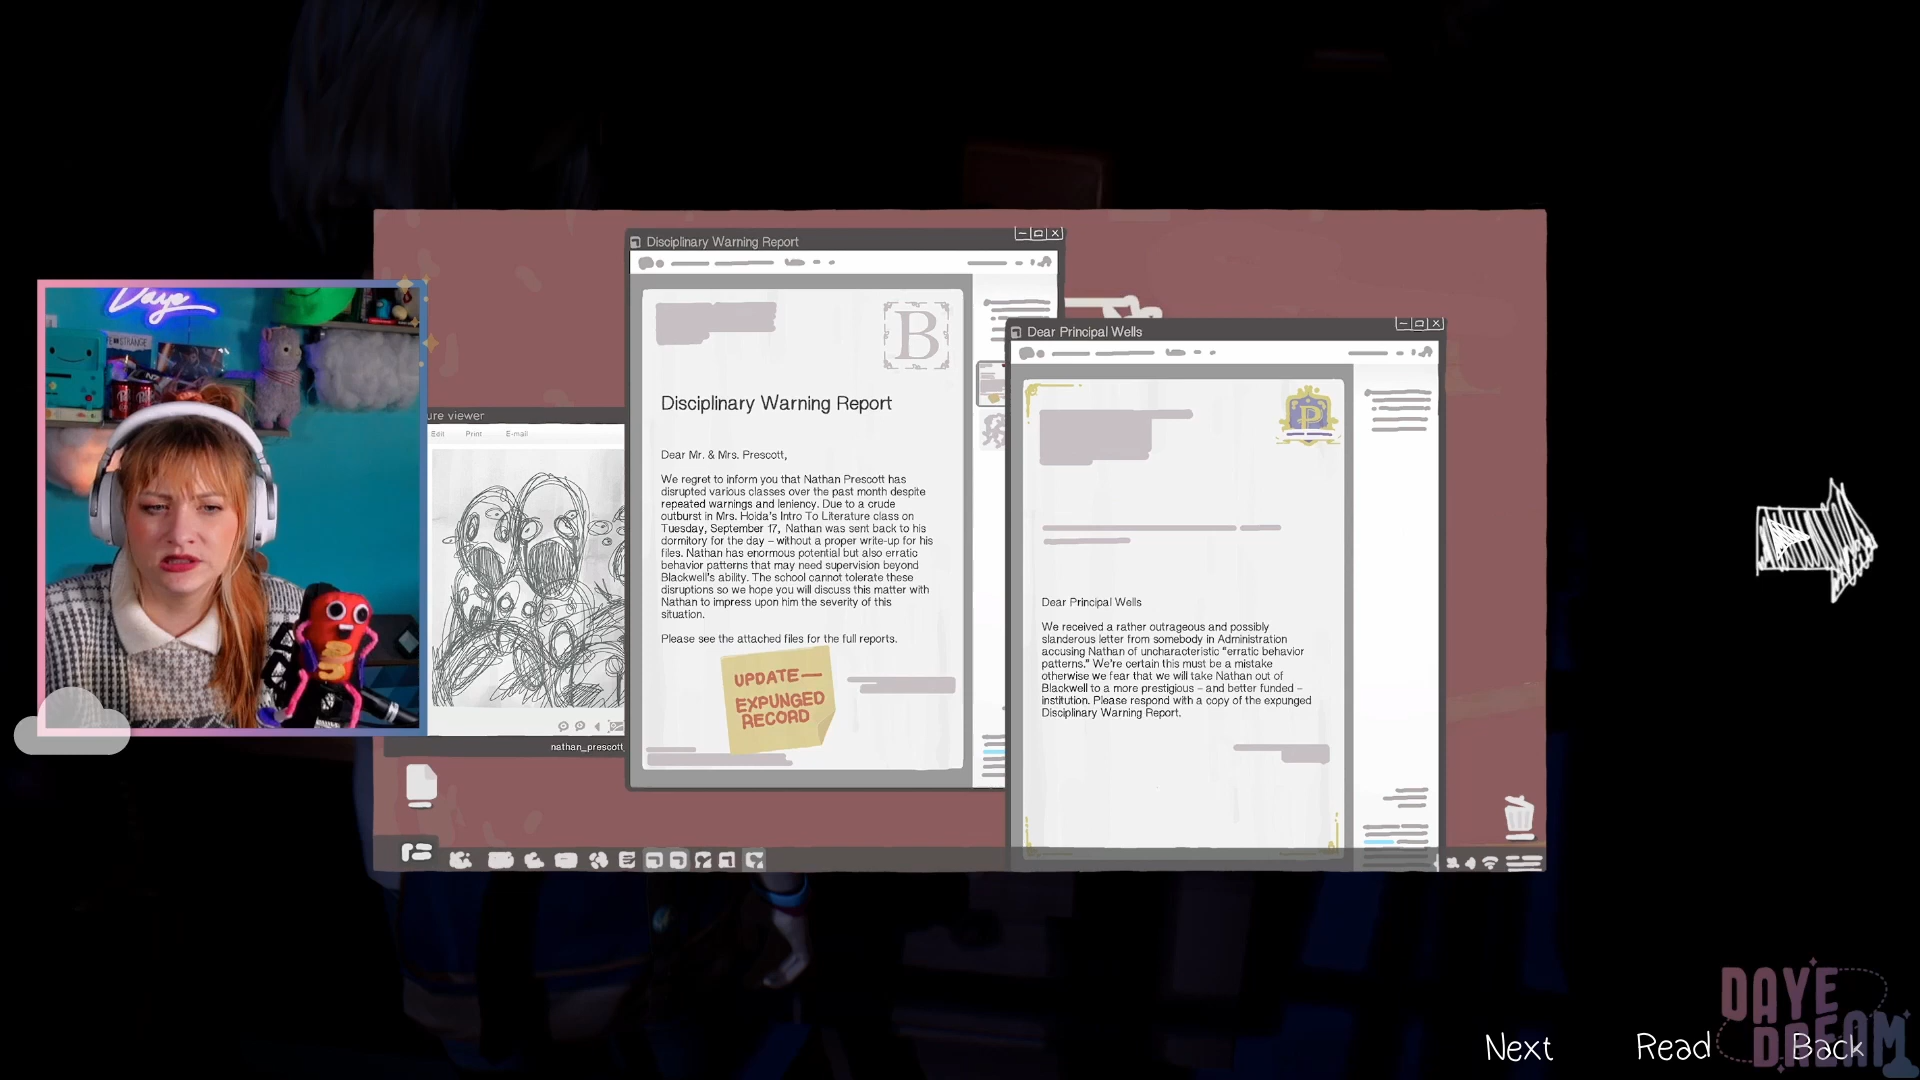 Daye
STRANGE
ure viewer
Edit Print E-mail
nathan_prescott
Disciplinary Warning Report
B
Disciplinary Warning Report
Dear Mr. & Mrs. Prescott,
We regret to inform you that Nathan Prescott has
disrupted various classes over the past month despite
repeated warnings and leniency. Due to a crude
outburst in Mrs. Hoida's Intro To Literature class on
Tuesday, September 17, Nathan was sent back to his
dormitory for the day – without a proper write-up for his
files. Nathan has enormous potential but also erratic
behavior patterns that may need supervision beyond
Blackwell's ability. The school cannot tolerate these
disruptions so we hope you will discuss this matter with
Nathan to impress upon him the severity of this
situation.
Please see the attached files for the full reports.
UPDATE—
EXPUNGED
RECORD
Dear Principal Wells
P
Dear Principal Wells
We received a rather outrageous and possibly
slanderous letter from somebody in Administration
accusing Nathan of uncharacteristic "erratic behavior
patterns." We're certain this must be a mistake
otherwise we fear that we will take Nathan out of
Blackwell to a more prestigious – and better funded –
institution. Please respond with a copy of the expunged
Disciplinary Warning Report.
DAYE
DREAM
Next Read Back